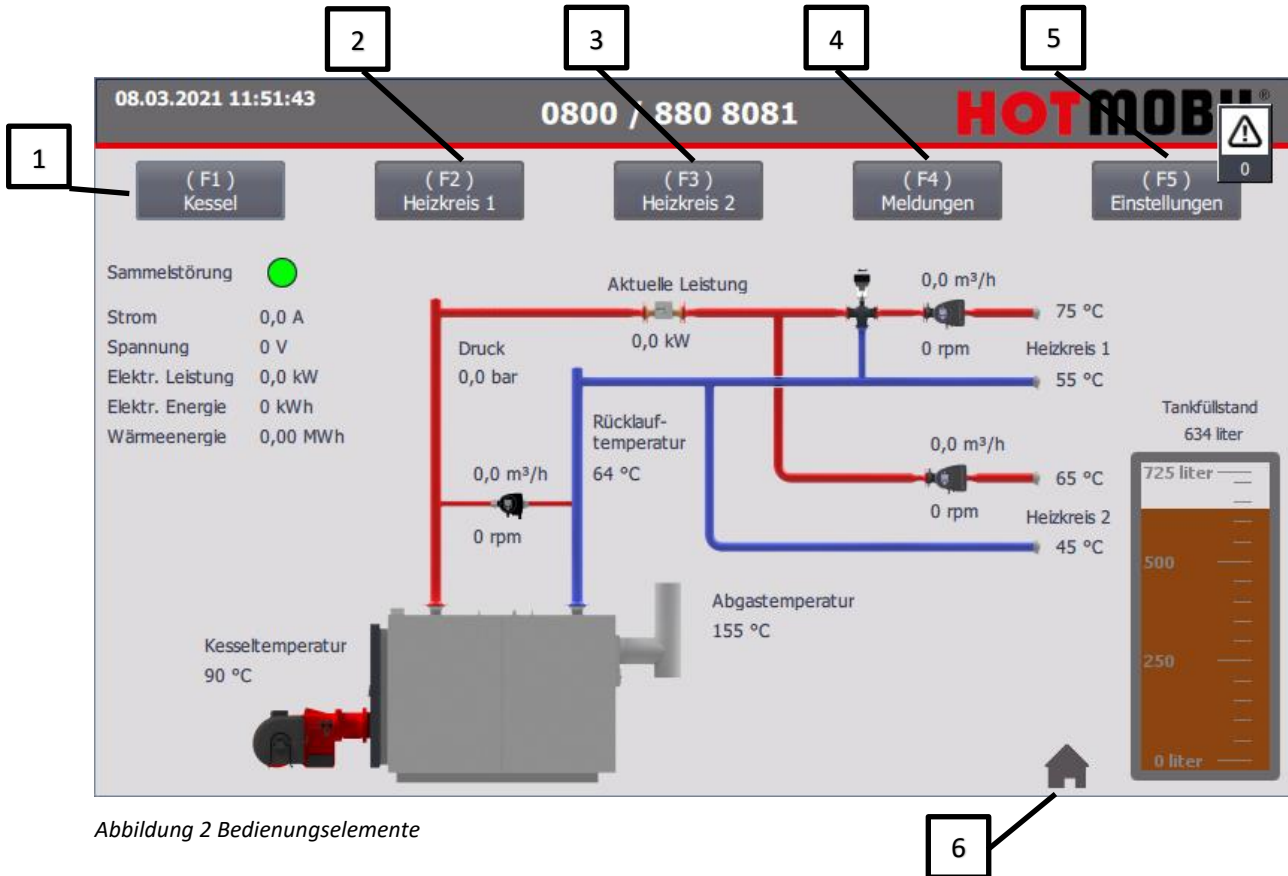 2
3
4
5
1
08.03.2021 11:51:43
0800 / 880 8081
HOTMOBIL®
0
( F1 )
Kessel
( F2 )
Heizkreis 1
( F3 )
Heizkreis 2
( F4 )
Meldungen
( F5 )
Einstellungen
Sammelstörung
Strom 0,0 A
Spannung 0 V
Elektr. Leistung 0,0 kW
Elektr. Energie 0 kWh
Wärmeenergie 0,00 MWh
Aktuelle Leistung
0,0 kW
Druck
0,0 bar
0,0 m³/h
0 rpm
75 °C
Heizkreis 1
55 °C
Rücklauf-
temperatur
64 °C
0,0 m³/h
0 rpm
0,0 m³/h
0 rpm
65 °C
Heizkreis 2
45 °C
Tankfüllstand
634 liter
725 liter
500
250
0 liter
Abgastemperatur
155 °C
Kesseltemperatur
90 °C
Abbildung 2 Bedienungselemente
6